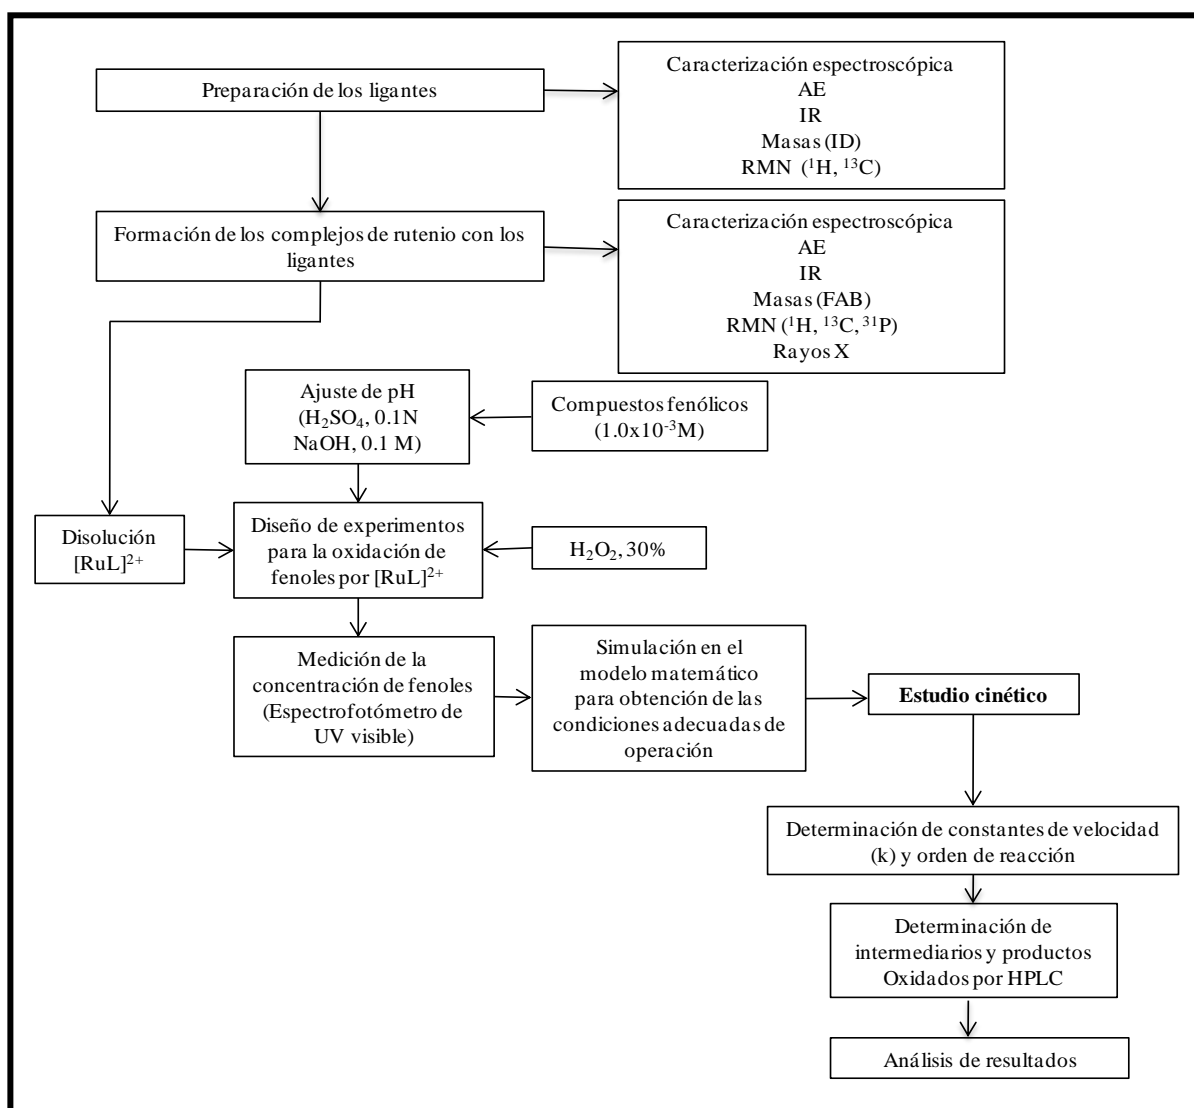 Preparación de los ligantes
Caracterización espectroscópica
AE
IR
Masas (ID)
RMN (¹H, ¹³C)
Formación de los complejos de rutenio con los
ligantes
Caracterización espectroscópica
AE
IR
Masas (FAB)
RMN (¹H, ¹³C, ³¹P)
Rayos X
Ajuste de pH
(H₂SO₄, 0.1N
NaOH, 0.1 M)
Compuestos fenólicos
(1.0x10⁻³M)
Disolución
[RuL]²⁺
Diseño de experimentos
para la oxidación de
fenoles por [RuL]²⁺
H₂O₂, 30%
Medición de la
concentración de fenoles
(Espectrofotómetro de
UV visible)
Simulación en el
modelo matemático
para obtención de las
condiciones adecuadas de
operación
Estudio cinético
Determinación de constantes de velocidad
(k) y orden de reacción
Determinación de
intermediarios y productos
Oxidados por HPLC
Análisis de resultados